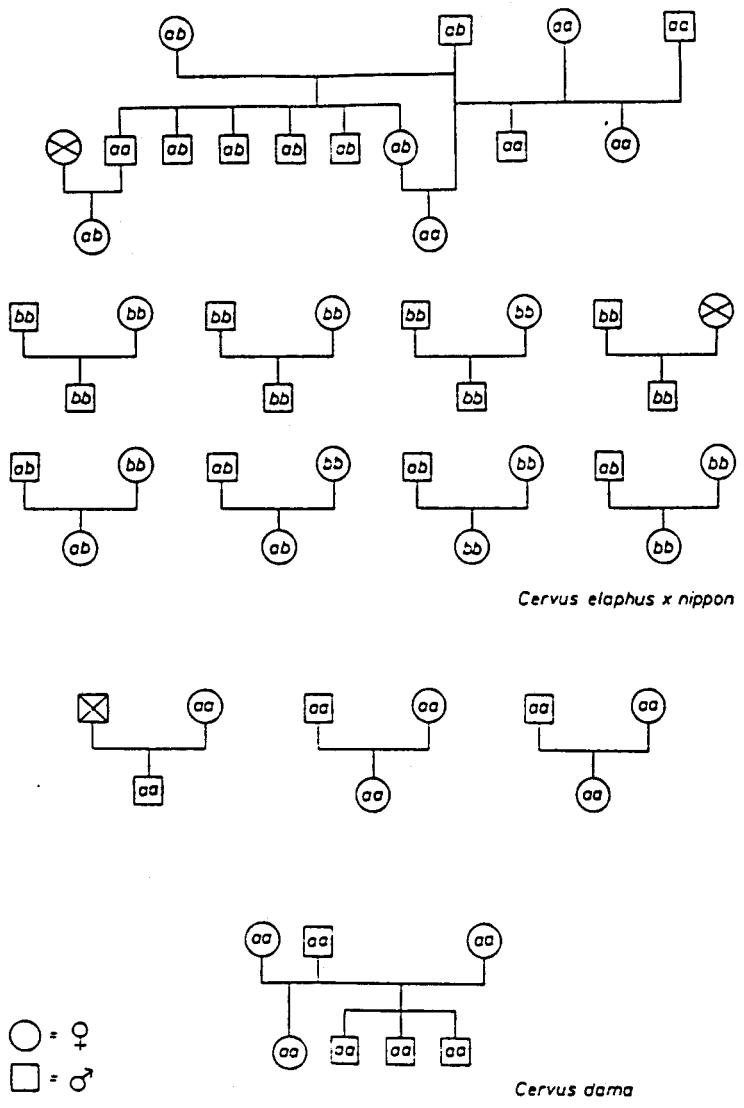 ab ab aa aa
aa ab ab ab ab ab aa aa
ab aa
bb bb bb bb bb bb bb
bb bb bb bb
ab bb ab bb ab bb ab bb
ab ab bb bb
Cervus elaphus x nippon
aa aa aa aa aa
aa aa aa
aa aa aa
aa aa aa aa
○ = ♀
□ = ♂
Cervus dama